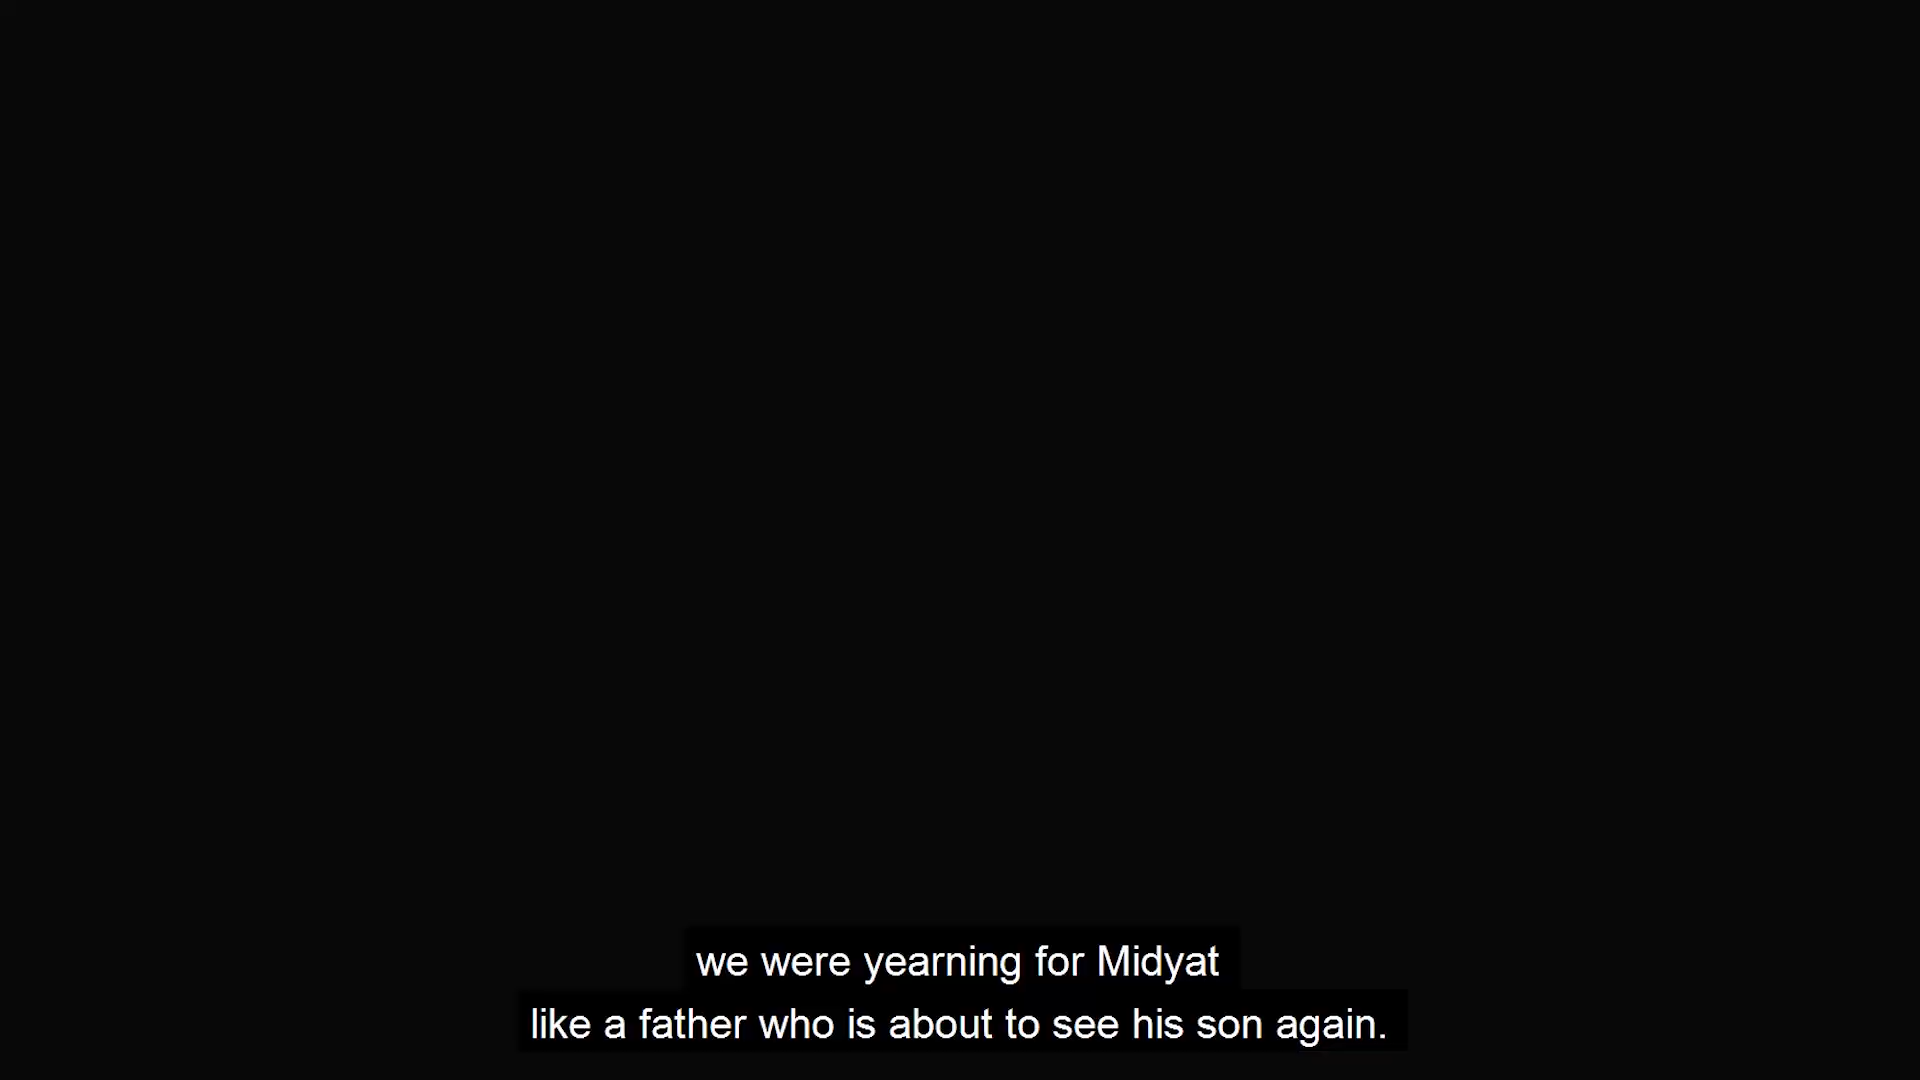 we were yearning for Midyat
like a father who is about to see his son again.